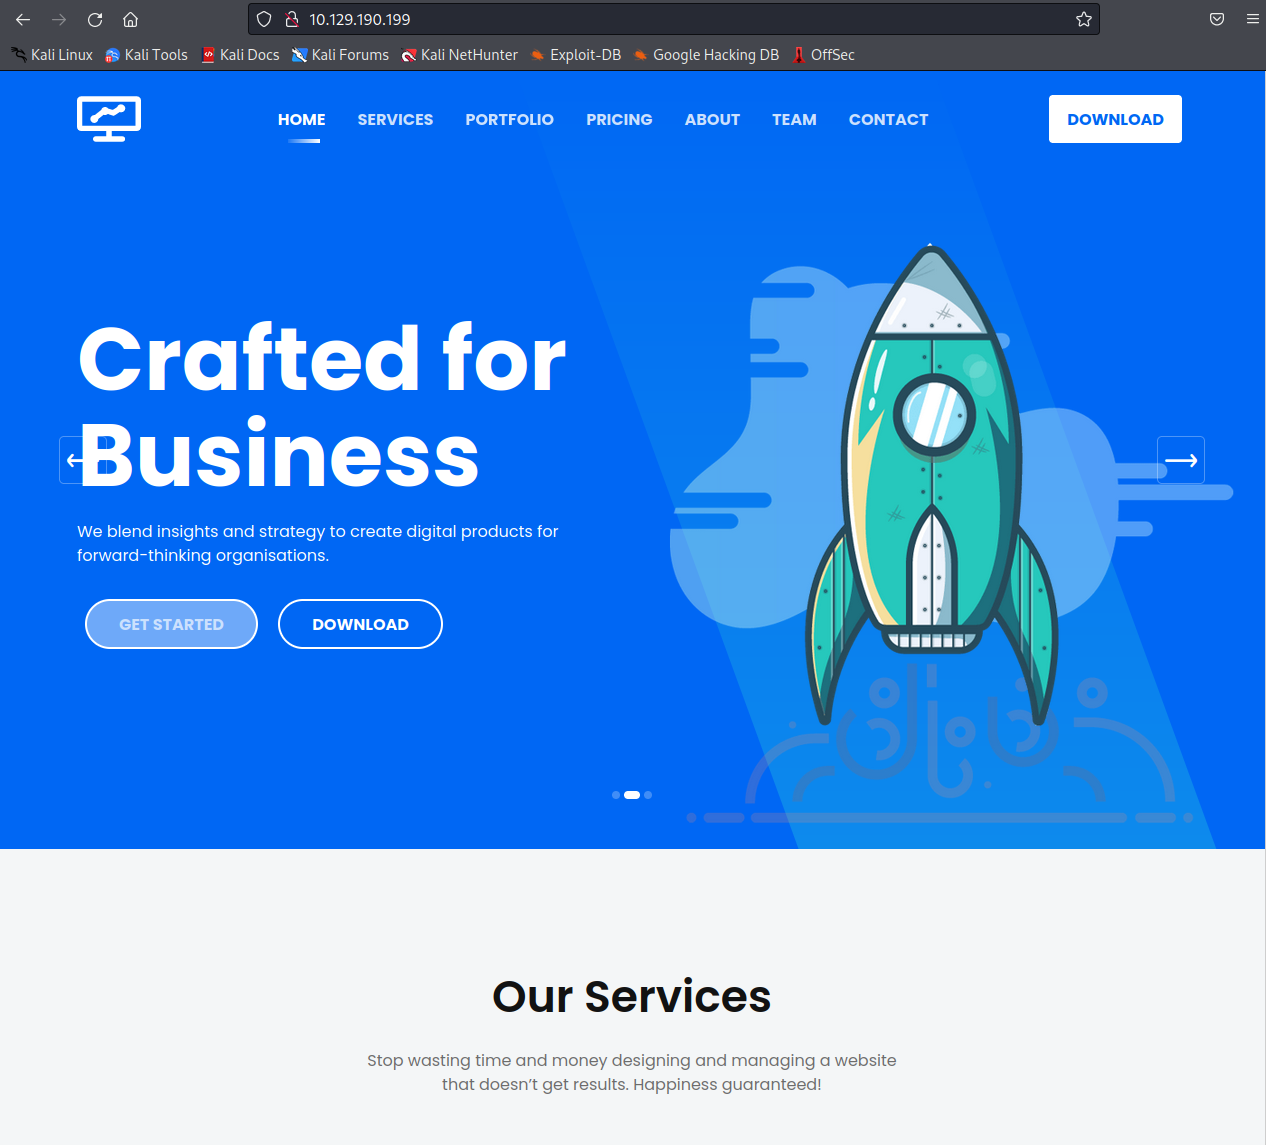 10.129.190.199
Kali Linux Kali Tools Kali Docs Kali Forums Kali NetHunter Exploit-DB Google Hacking DB OffSec
HOME SERVICES PORTFOLIO PRICING ABOUT TEAM CONTACT DOWNLOAD
Crafted for
Business
We blend insights and strategy to create digital products for
forward-thinking organisations.
GET STARTED DOWNLOAD
Our Services
Stop wasting time and money designing and managing a website
that doesn’t get results. Happiness guaranteed!